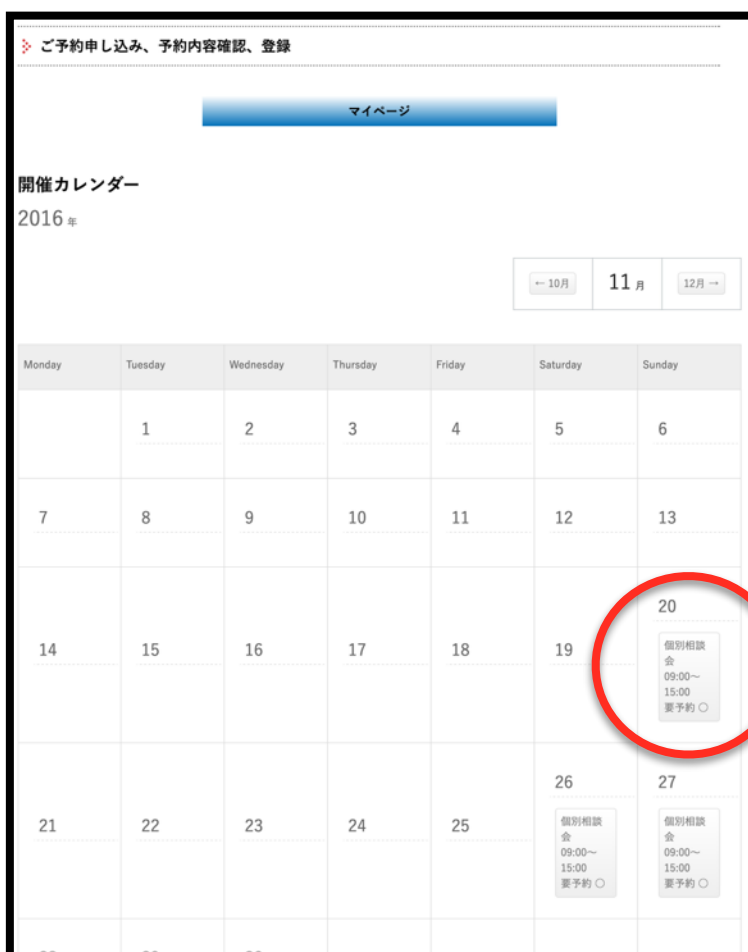 ご予約申し込み、予約内容確認、登録
マイページ
開催カレンダー
2016 年
← 10月 11 月 12月 →
Monday Tuesday Wednesday Thursday Friday Saturday Sunday
1 2 3 4 5 6
7 8 9 10 11 12 13
14 15 16 17 18 19 20
個別相談
会
09:00〜
15:00
要予約 ○
21 22 23 24 25 26 27
個別相談 個別相談
会 会
09:00〜 09:00〜
15:00 15:00
要予約 ○ 要予約 ○